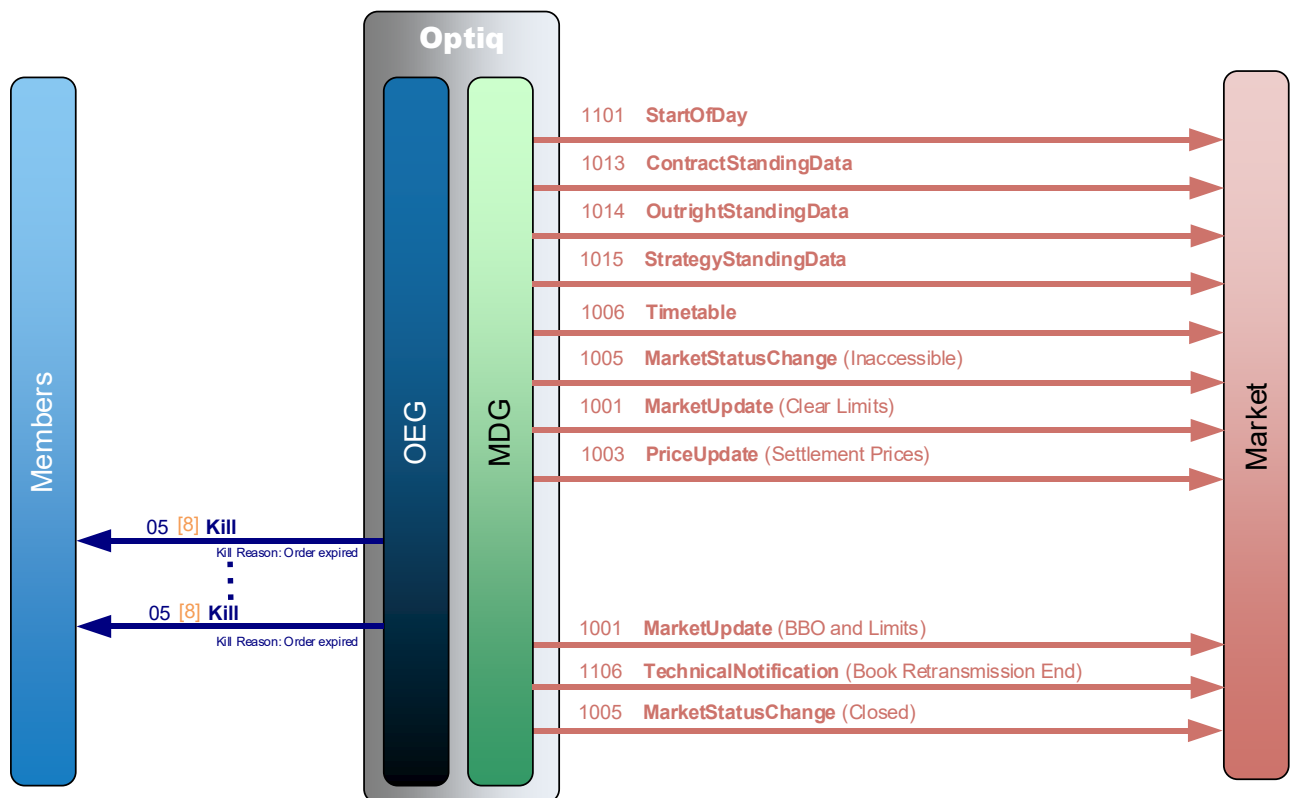 Optiq
Members
OEG
MDG
Market
1101 StartOfDay
1013 ContractStandingData
1014 OutrightStandingData
1015 StrategyStandingData
1006 Timetable
1005 MarketStatusChange (Inaccessible)
1001 MarketUpdate (Clear Limits)
1003 PriceUpdate (Settlement Prices)
05 [8] Kill
Kill Reason: Order expired
05 [8] Kill
Kill Reason: Order expired
1001 MarketUpdate (BBO and Limits)
1106 TechnicalNotification (Book Retransmission End)
1005 MarketStatusChange (Closed)